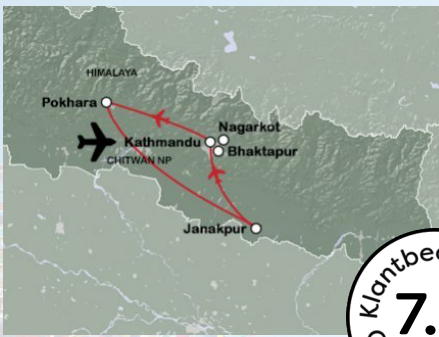 HIMALAYA
Pokhara
Nagarkot
Kathmandu
Bhaktapur
CHITWAN NP
Janakpur
7.